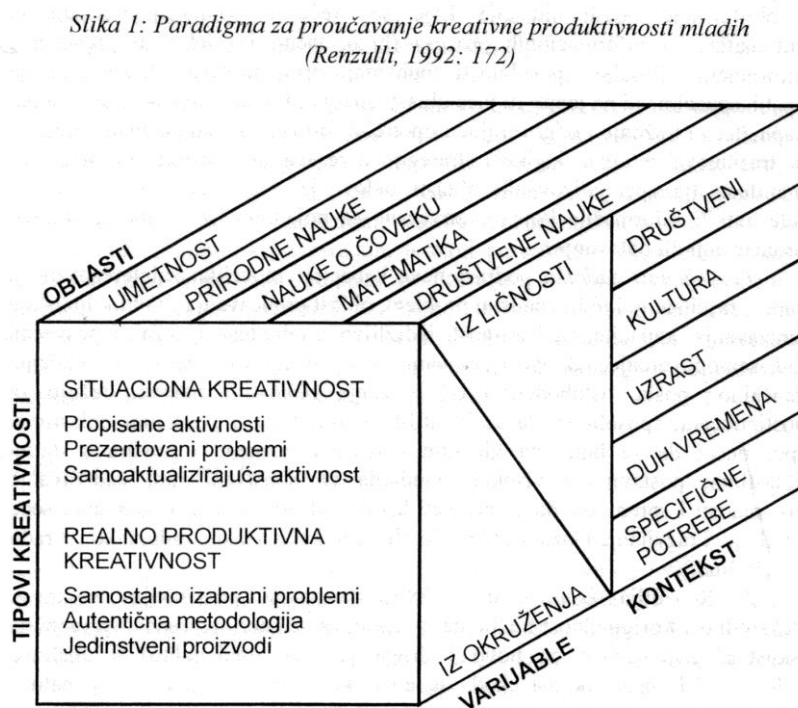 Slika 1: Paradigma za proučavanje kreativne produktivnosti mladih
(Renzulli, 1992: 172)
OBLASTI
UMETNOST
PRIRODNE NAUKE
NAUKE O ČOVEKU
MATEMATIKA
DRUŠTVENE NAUKE
IZ LIČNOSTI
DRUŠTVENI
KULTURA
UZRAST
DUH VREMENA
SPECIFIČNE
POTREBE
KONTEKST
TIPOVI KREATIVNOSTI
SITUACIONA KREATIVNOST
Propisane aktivnosti
Prezentovani problemi
Samoaktualizirajuća aktivnost
REALNO PRODUKTIVNA
KREATIVNOST
Samostalno izabrani problemi
Autentična metodologija
Jedinstveni proizvodi
IZ OKRUŽENJA
VARIJABLE